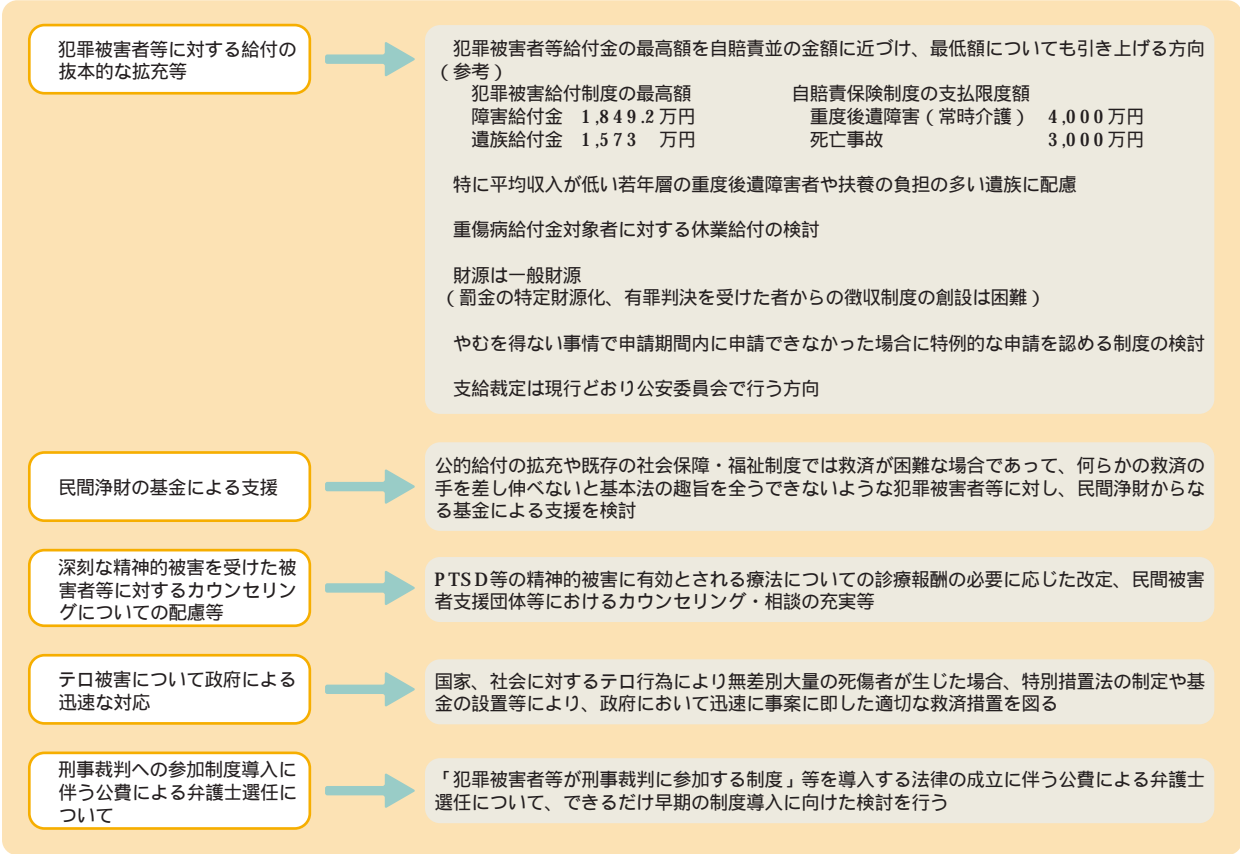 犯罪被害者等に対する給付の
抜本的な拡充等
犯罪被害者等給付金の最高額を自賠責並の金額に近づけ、最低額についても引き上げる方向
(参考)
犯罪被害給付制度の最高額 自賠責保険制度の支払限度額
障害給付金 1,849.2万円 重度後遺障害(常時介護) 4,000万円
遺族給付金 1,573 万円 死亡事故 3,000万円
特に平均収入が低い若年層の重度後遺障害者や扶養の負担の多い遺族に配慮
重傷病給付金対象者に対する休業給付の検討
財源は一般財源
(罰金の特定財源化、有罪判決を受けた者からの徴収制度の創設は困難)
やむを得ない事情で申請期間内に申請できなかった場合に特例的な申請を認める制度の検討
支給裁定は現行どおり公安委員会で行う方向
民間浄財の基金による支援
公的給付の拡充や既存の社会保障・福祉制度では救済が困難な場合であって、何らかの救済の
手を差し伸べないと基本法の趣旨を全うできないような犯罪被害者等に対し、民間浄財からな
る基金による支援を検討
深刻な精神的被害を受けた被
害者等に対するカウンセリン
グについての配慮等
PTSD等の精神的被害に有効とされる療法についての診療報酬の必要に応じた改定、民間被害
者支援団体等におけるカウンセリング・相談の充実等
テロ被害について政府による
迅速な対応
国家、社会に対するテロ行為により無差別大量の死傷者が生じた場合、特別措置法の制定や基
金の設置等により、政府において迅速に事案に即した適切な救済措置を図る
刑事裁判への参加制度導入に
伴う公費による弁護士選任に
ついて
「犯罪被害者等が刑事裁判に参加する制度」等を導入する法律の成立に伴う公費による弁護士
選任について、できるだけ早期の制度導入に向けた検討を行う